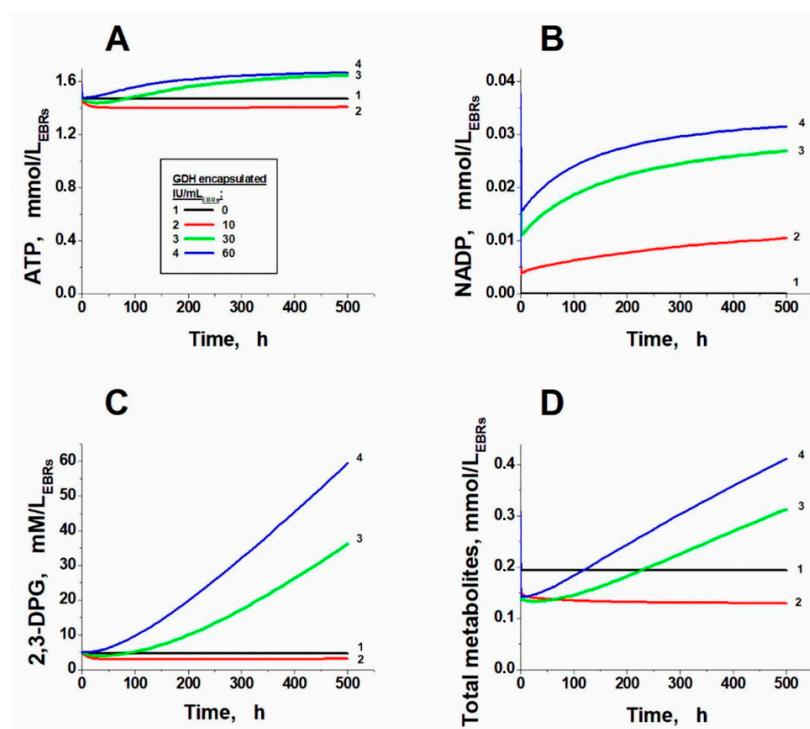 A
ATP, mmol/L_EBRs
1.6
1.2
0.8
0.4
0.0
4
3
1
2
GDH encapsulated
IU/mL_EBRs:
1 0
2 10
3 30
4 60
0 100 200 300 400 500
Time, h
B
NADP, mmol/L_EBRs
0.04
0.03
0.02
0.01
0.00
4
3
2
1
0 100 200 300 400 500
Time, h
C
2,3-DPG, mM/L_EBRs
60
50
40
30
20
10
0
4
3
1
2
0 100 200 300 400 500
Time, h
D
Total metabolites, mmol/L_EBRs
0.4
0.3
0.2
0.1
0.0
4
3
1
2
0 100 200 300 400 500
Time, h